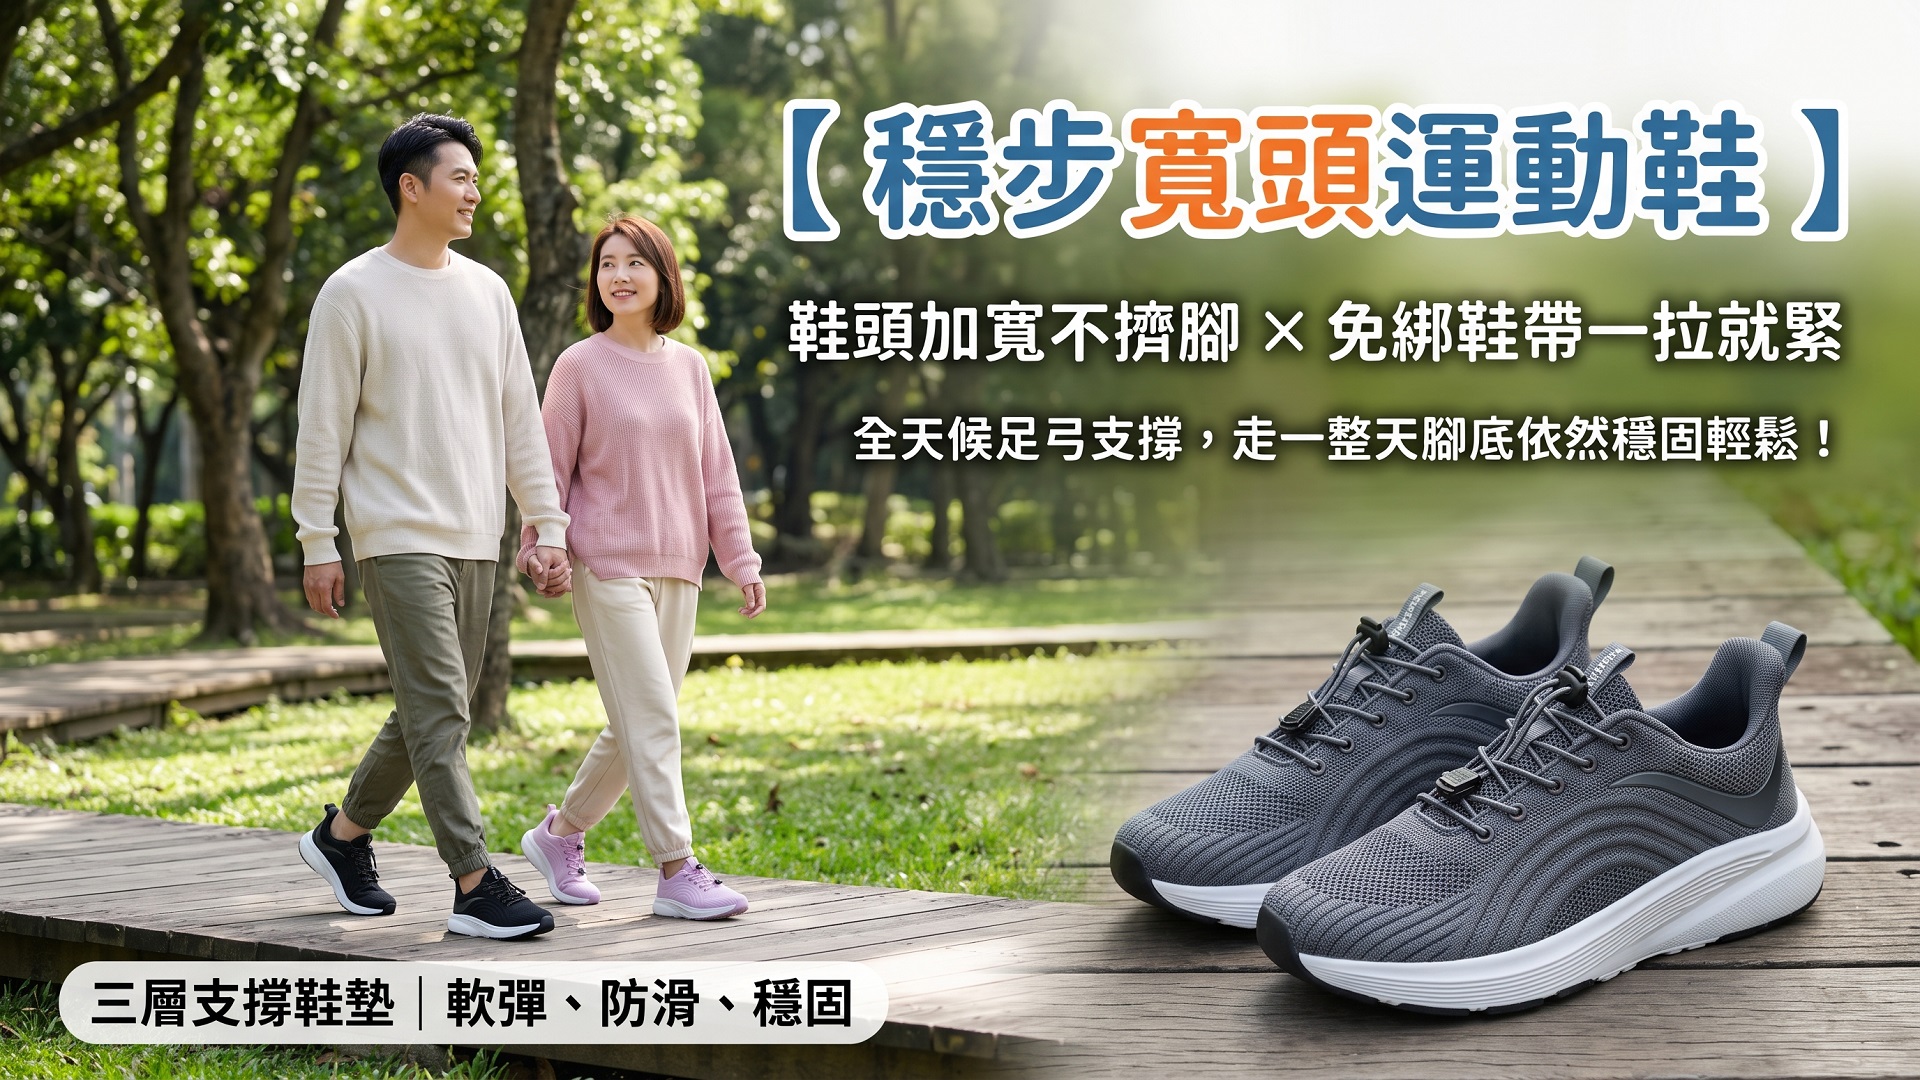 【穩步寬頭運動鞋】
鞋頭加寬不擠腳 × 免綁鞋帶一拉就緊
全天候足弓支撐，走一整天腳底依然穩固輕鬆！
三層支撐鞋墊｜軟彈、防滑、穩固